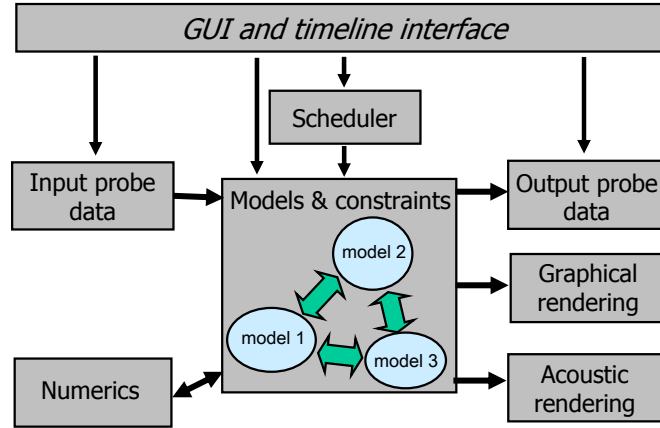 GUI and timeline interface
Scheduler
Input probe
data
Models & constraints
Output probe
data
model 2
Graphical
rendering
model 1
model 3
Numerics
Acoustic
rendering